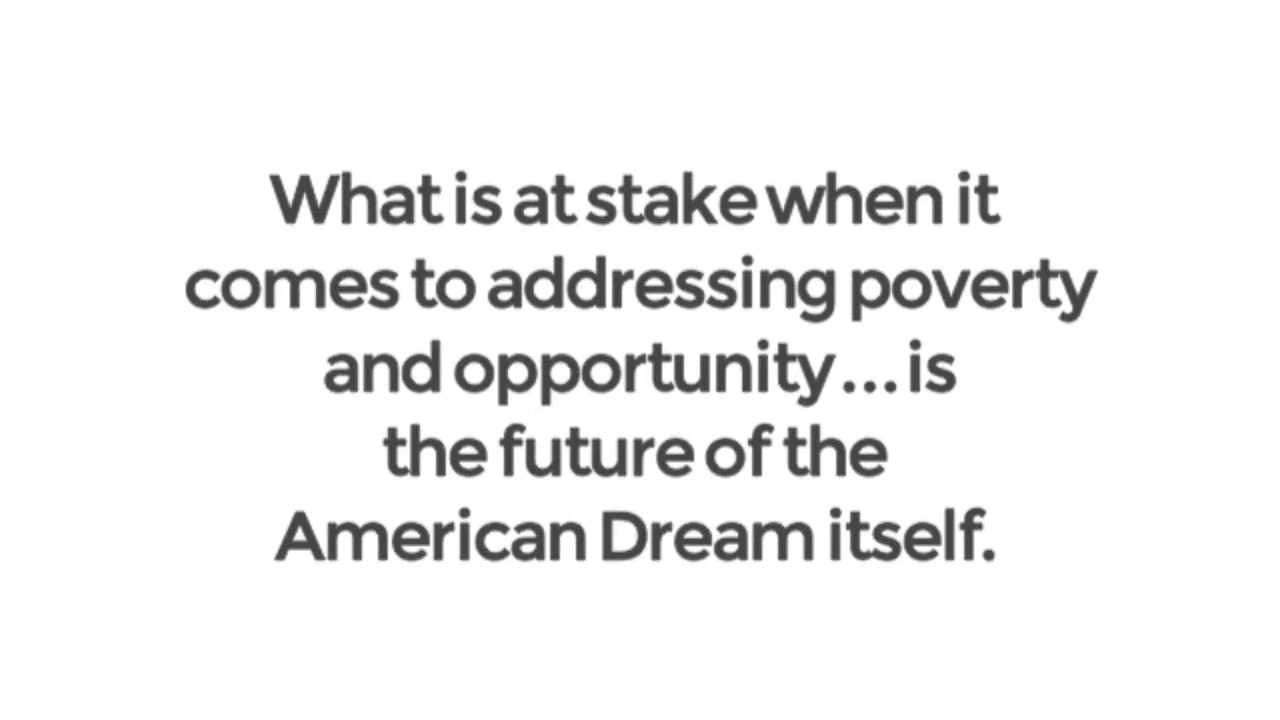 What is at stake when it
comes to addressing poverty
and opportunity... is
the future of the
American Dream itself.